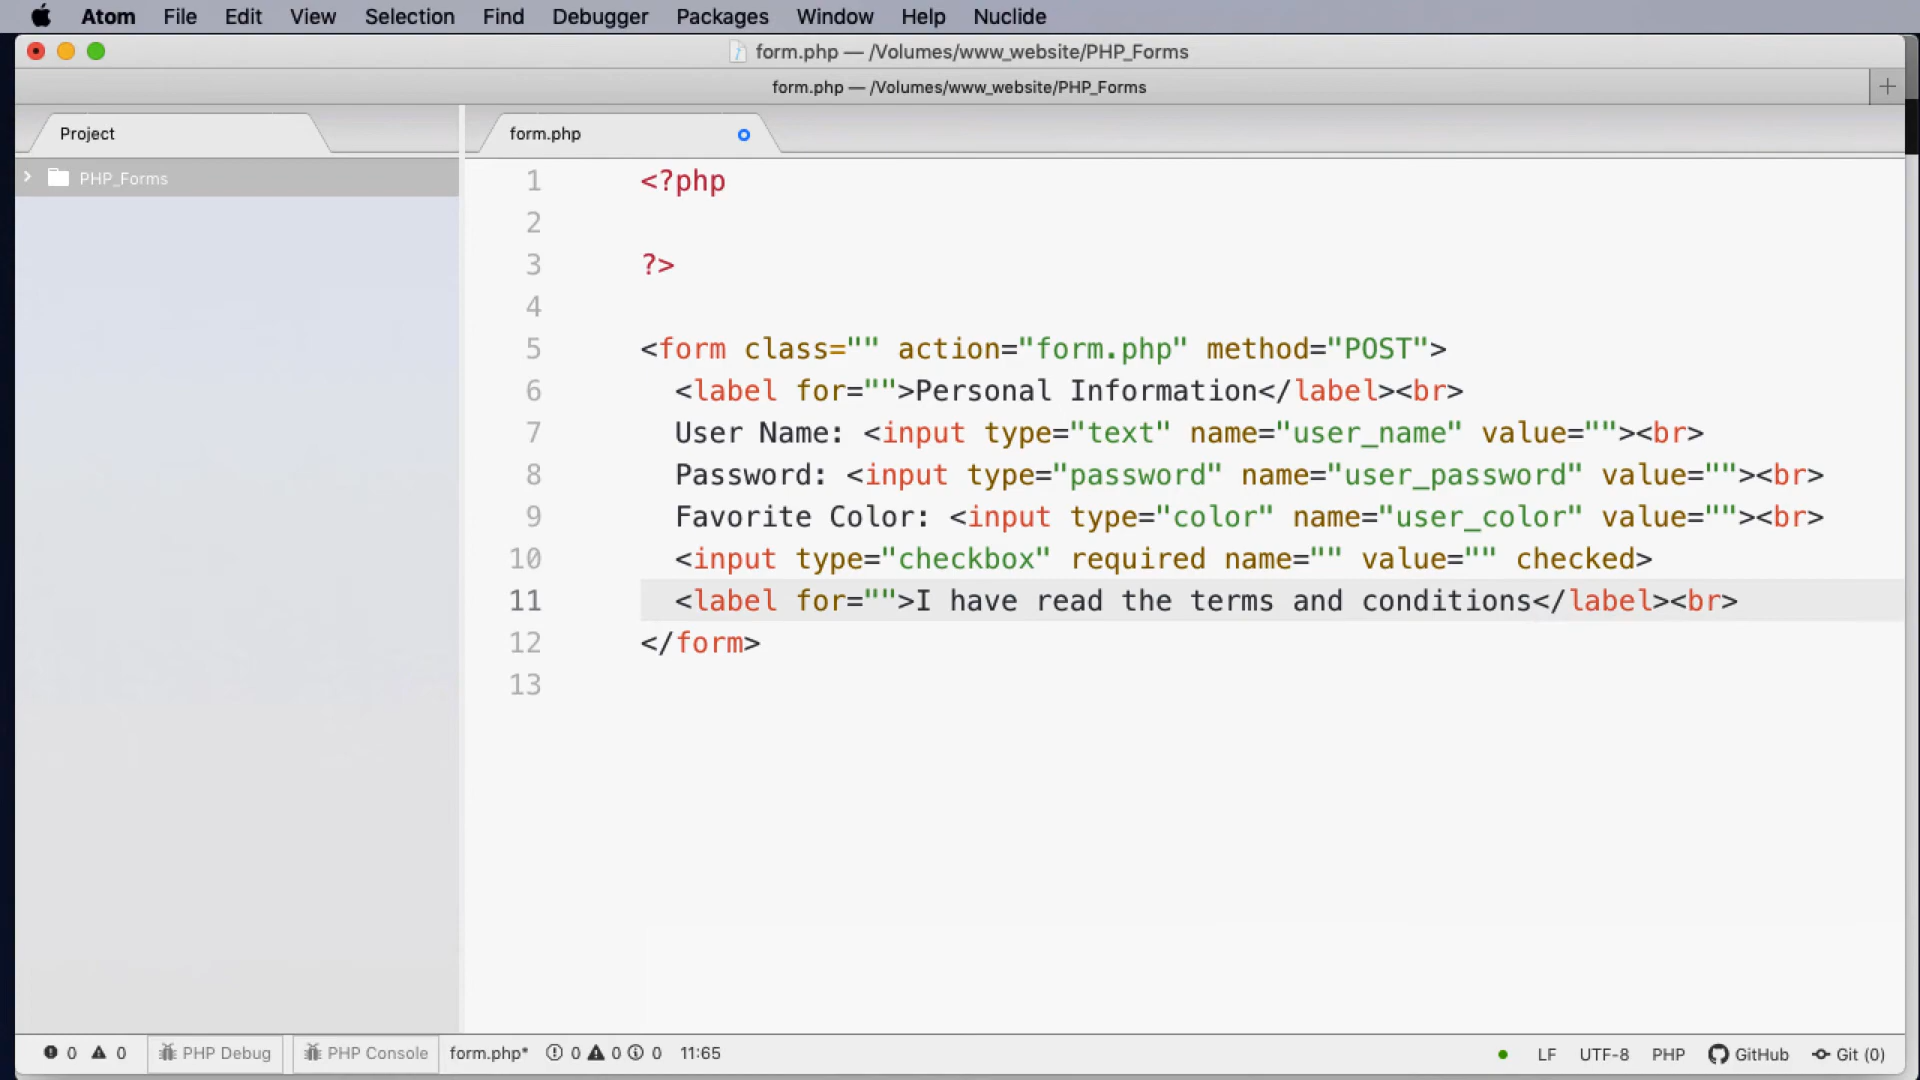 Atom File Edit View Selection Find Debugger Packages Window Help Nuclide
form.php — /Volumes/www_website/PHP_Forms
form.php — /Volumes/www_website/PHP_Forms
Project
form.php
PHP_Forms
1 <?php
2
3 ?>
4
5 <form class="" action="form.php" method="POST">
6 <label for="">Personal Information</label><br>
7 User Name: <input type="text" name="user_name" value=""><br>
8 Password: <input type="password" name="user_password" value=""><br>
9 Favorite Color: <input type="color" name="user_color" value=""><br>
10 <input type="checkbox" required name="" value="" checked>
11 <label for="">I have read the terms and conditions</label><br>
12 </form>
13
0 0 PHP Debug PHP Console form.php* 0 0 0 11:65 LF UTF-8 PHP GitHub Git (0)